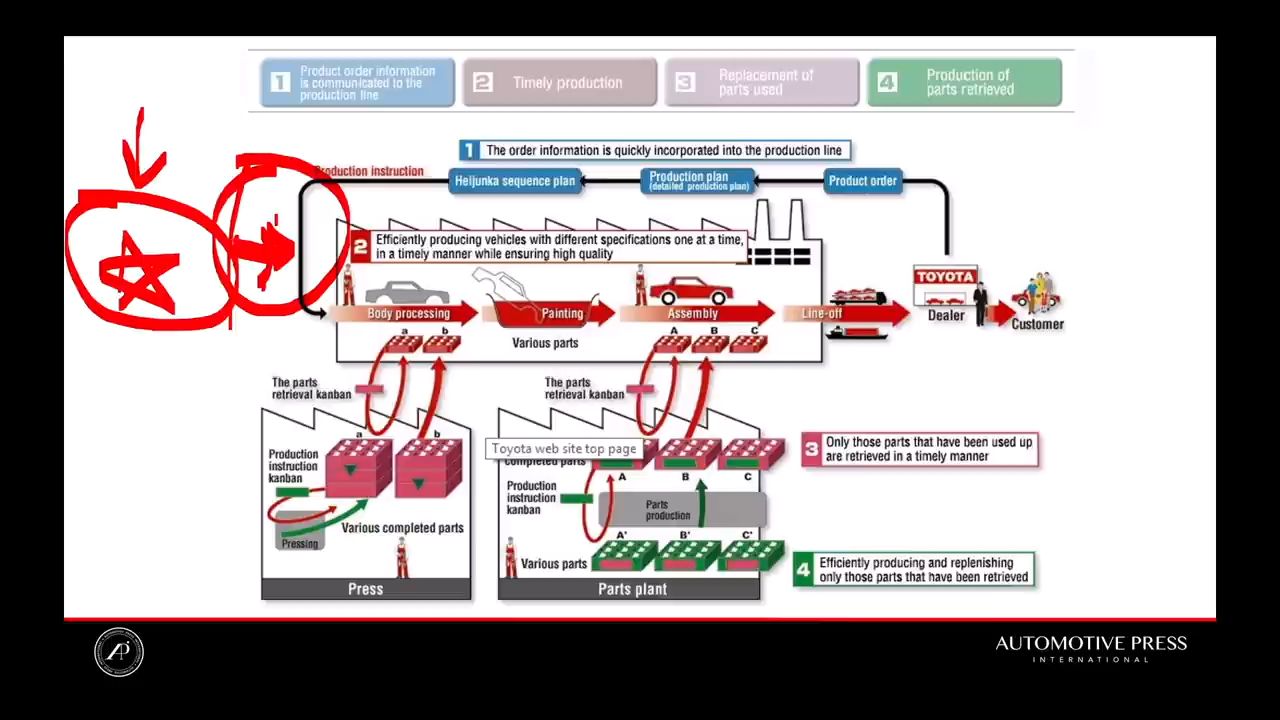 1
Product order information
is communicated to the
production line
2
Timely production
3
Replacement of
parts used
4
Production of
parts retrieved
1 The order information is quickly incorporated into the production line
Production instruction
Heijunka sequence plan
Production plan
(detailed production plan)
Product order
2
Efficiently producing vehicles with different specifications one at a time,
in a timely manner while ensuring high quality
TOYOTA
Body processing
Painting
Assembly
Line-off
Dealer
Customer
a b
Various parts
A B C
The parts
retrieval kanban
The parts
retrieval kanban
a b
Production
instruction
kanban
Pressing
Various completed parts
Press
Toyota web site top page
completed parts
A B C
Production
instruction
kanban
Parts
production
A' B' C'
Various parts
Parts plant
3
Only those parts that have been used up
are retrieved in a timely manner
4
Efficiently producing and replenishing
only those parts that have been retrieved
AUTOMOTIVE PRESS
INTERNATIONAL